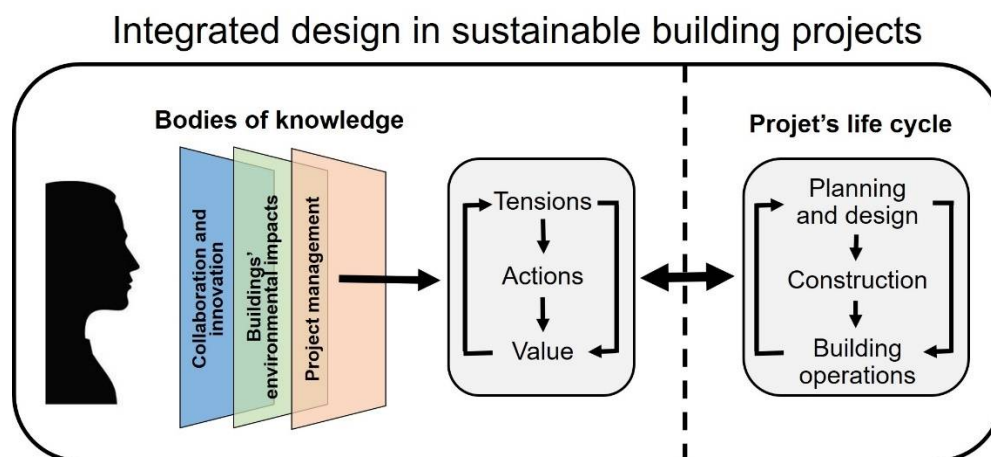 Integrated design in sustainable building projects
Bodies of knowledge
Collaboration and
innovation
Buildings'
environmental impacts
Project management
Tensions
Actions
Value
Projet's life cycle
Planning
and design
Construction
Building
operations